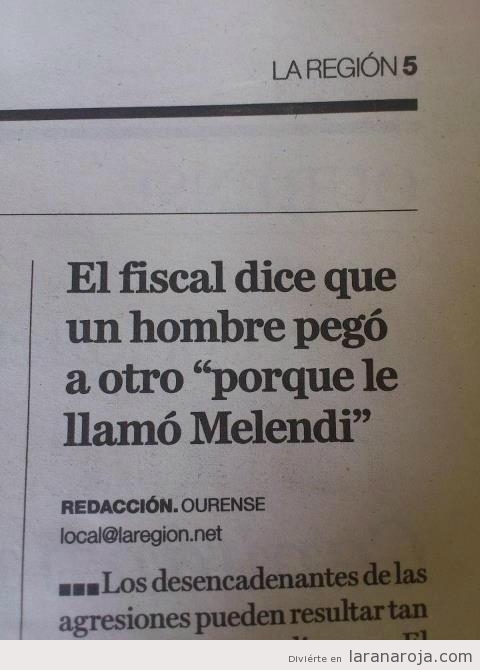 LA REGIÓN 5
El fiscal dice que
un hombre pegó
a otro “porque le
llamó Melendi”
REDACCIÓN. OURENSE
local@laregion.net
■■■ Los desencadenantes de las
agresiones pueden resultar tan
Diviérte en laranaroja.com